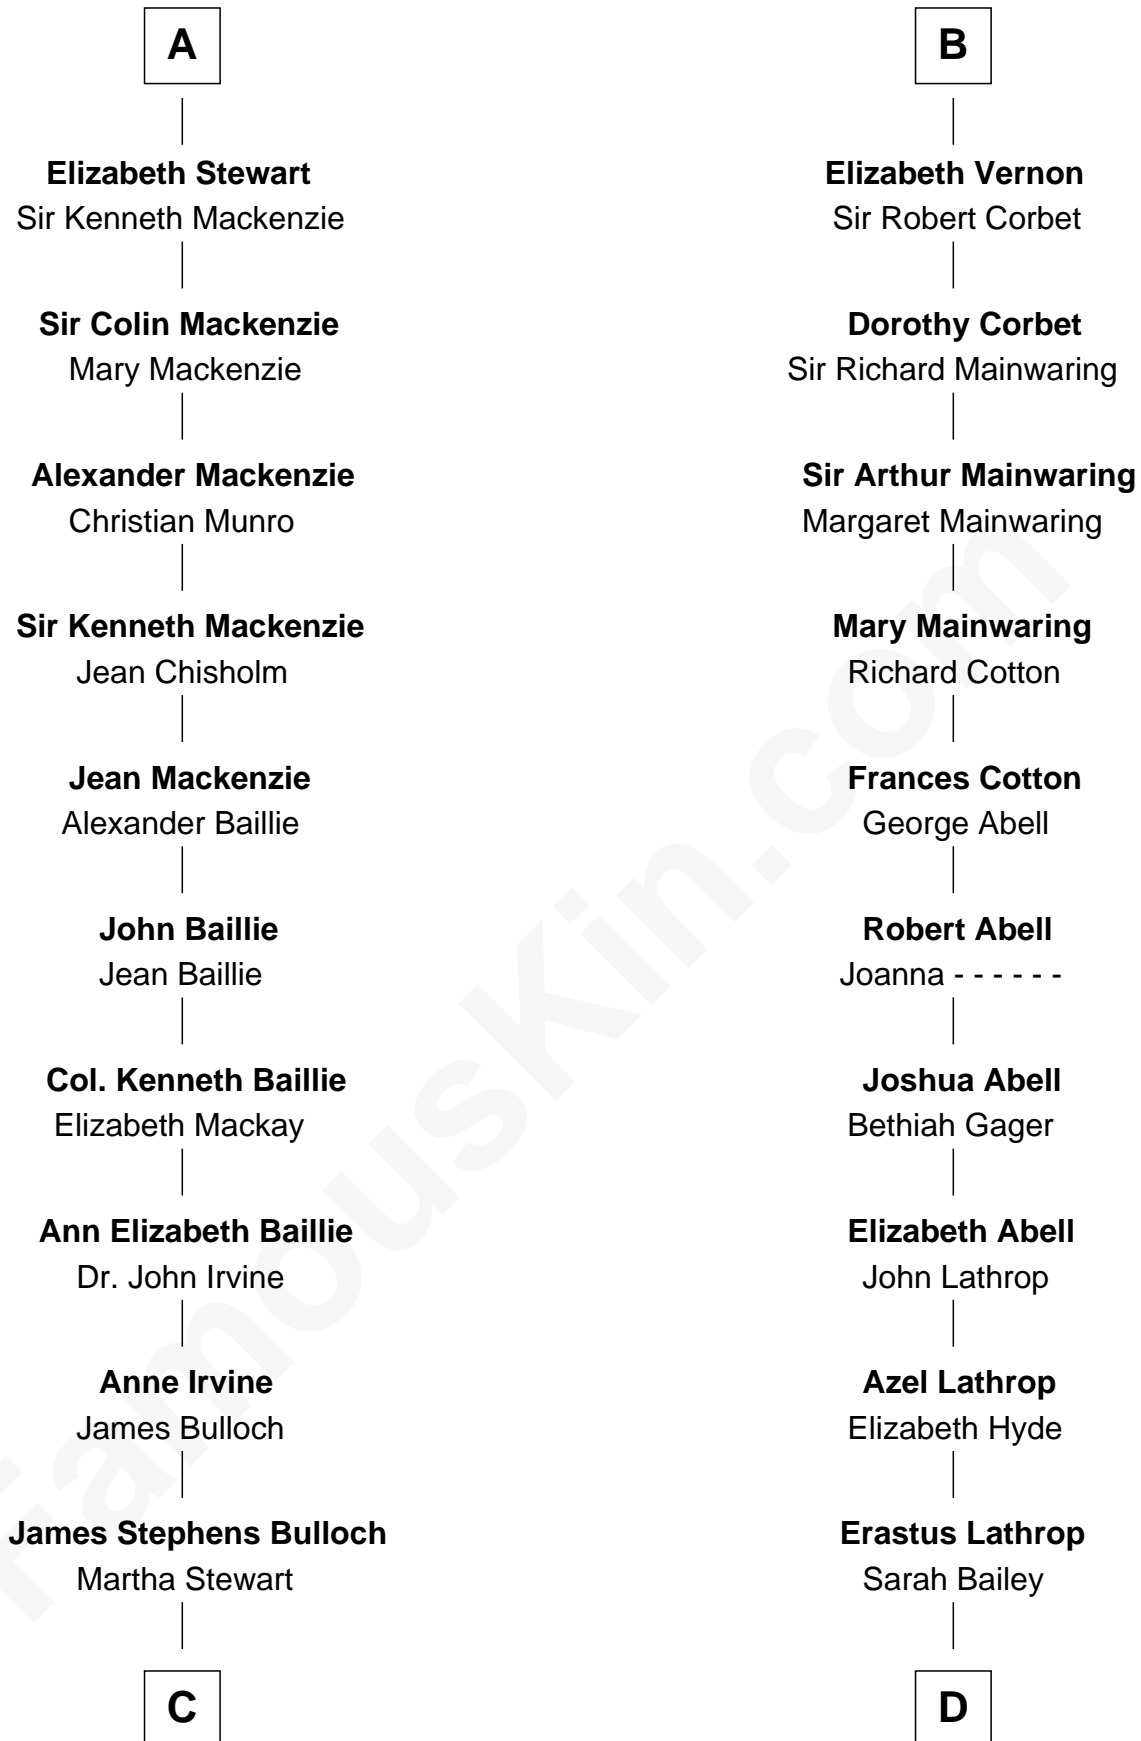 A
Elizabeth Stewart
Sir Kenneth Mackenzie
Sir Colin Mackenzie
Mary Mackenzie
Alexander Mackenzie
Christian Munro
Sir Kenneth Mackenzie
Jean Chisholm
Jean Mackenzie
Alexander Baillie
John Baillie
Jean Baillie
Col. Kenneth Baillie
Elizabeth Mackay
Ann Elizabeth Baillie
Dr. John Irvine
Anne Irvine
James Bulloch
James Stephens Bulloch
Martha Stewart
C
B
Elizabeth Vernon
Sir Robert Corbet
Dorothy Corbet
Sir Richard Mainwaring
Sir Arthur Mainwaring
Margaret Mainwaring
Mary Mainwaring
Richard Cotton
Frances Cotton
George Abell
Robert Abell
Joanna - - - - - -
Joshua Abell
Bethiah Gager
Elizabeth Abell
John Lathrop
Azel Lathrop
Elizabeth Hyde
Erastus Lathrop
Sarah Bailey
D
FamousKin.com